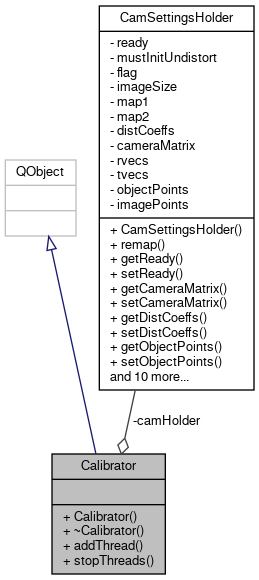 CamSettingsHolder
- ready
- mustInitUndistort
- flag
- imageSize
- map1
- map2
- distCoeffs
- cameraMatrix
- rvecs
- tvecs
- objectPoints
- imagePoints
+ CamSettingsHolder()
+ remap()
+ getReady()
+ setReady()
+ getCameraMatrix()
+ setCameraMatrix()
+ getDistCoeffs()
+ setDistCoeffs()
+ getObjectPoints()
+ setObjectPoints()
and 10 more...
QObject
-camHolder
Calibrator
+ Calibrator()
+ ~Calibrator()
+ addThread()
+ stopThreads()